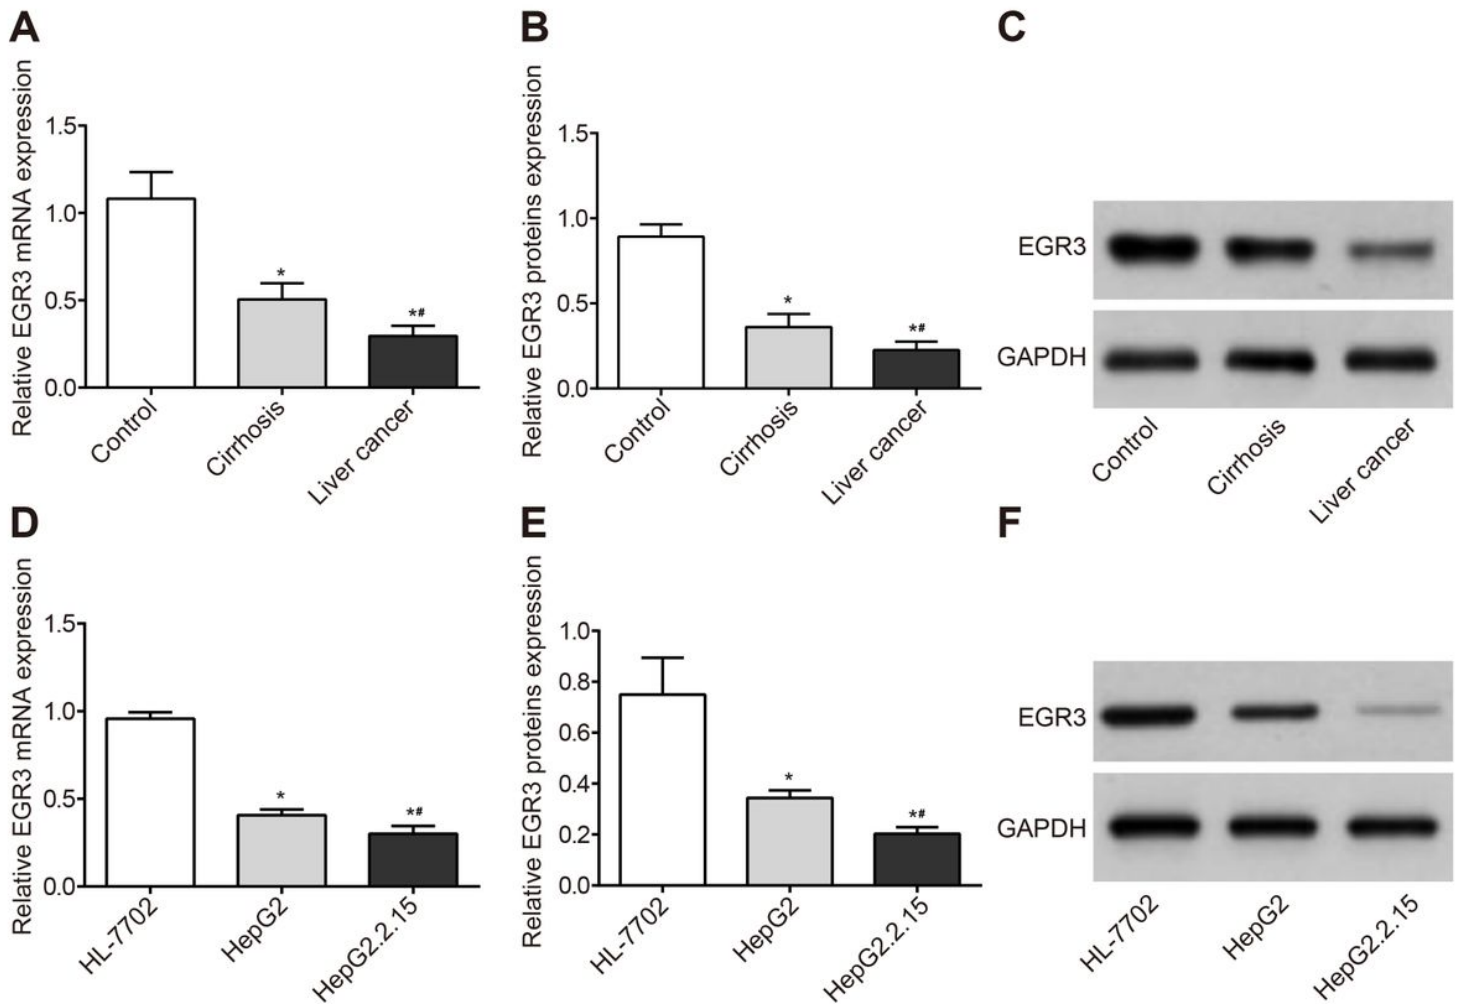 A
Relative EGR3 mRNA expression
1.5
1.0
0.5
0.0
*
*#
Control
Cirrhosis
Liver cancer
B
Relative EGR3 proteins expression
1.5
1.0
0.5
0.0
*
*#
Control
Cirrhosis
Liver cancer
C
EGR3
GAPDH
Control
Cirrhosis
Liver cancer
D
Relative EGR3 mRNA expression
1.5
1.0
0.5
0.0
*
*#
HL-7702
HepG2
HepG2.2.15
E
Relative EGR3 proteins expression
1.0
0.8
0.6
0.4
0.2
0.0
*
*#
HL-7702
HepG2
HepG2.2.15
F
EGR3
GAPDH
HL-7702
HepG2
HepG2.2.15